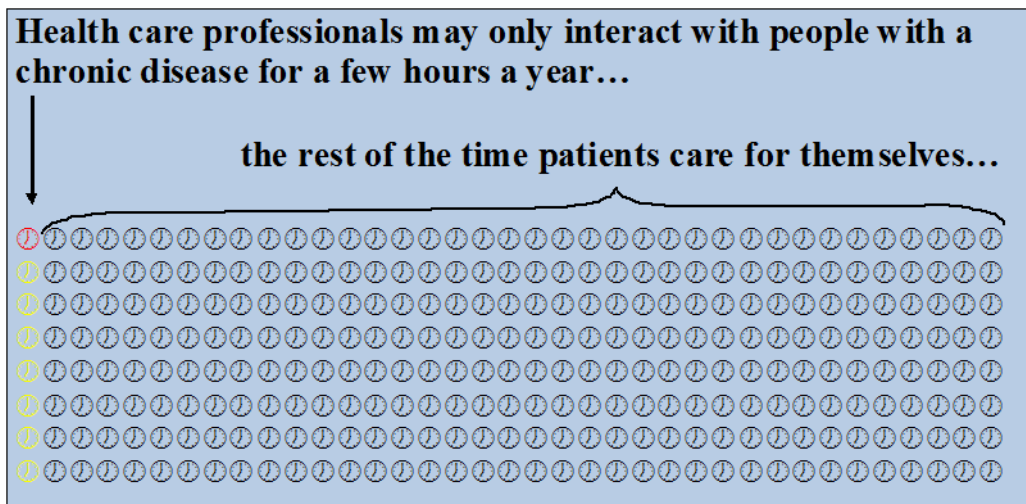 Health care professionals may only interact with people with a
chronic disease for a few hours a year…
the rest of the time patients care for themselves…